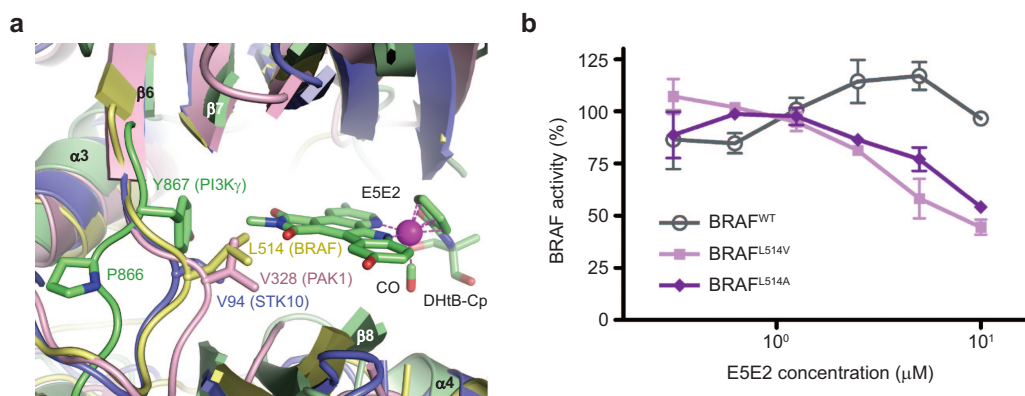 a
β6
β7
α3
Y867 (PI3Kγ)
E5E2
L514 (BRAF)
P866
V328 (PAK1)
CO
V94 (STK10)
DHtB-Cp
β8
α4
b
BRAF activity (%)
125
100
75
50
25
0
BRAFᵂᵀ
BRAFᴸ⁵¹⁴ⱽ
BRAFᴸ⁵¹⁴ᴬ
10⁰
10¹
E5E2 concentration (μM)